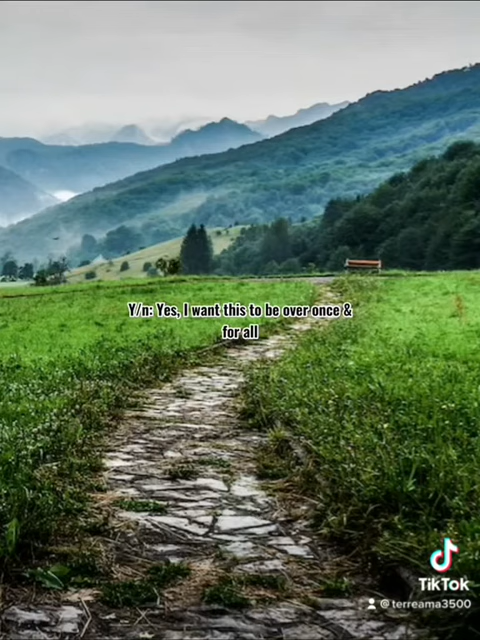 Y/n: Yes, I want this to be over once &
for all
TikTok
@terreama3500